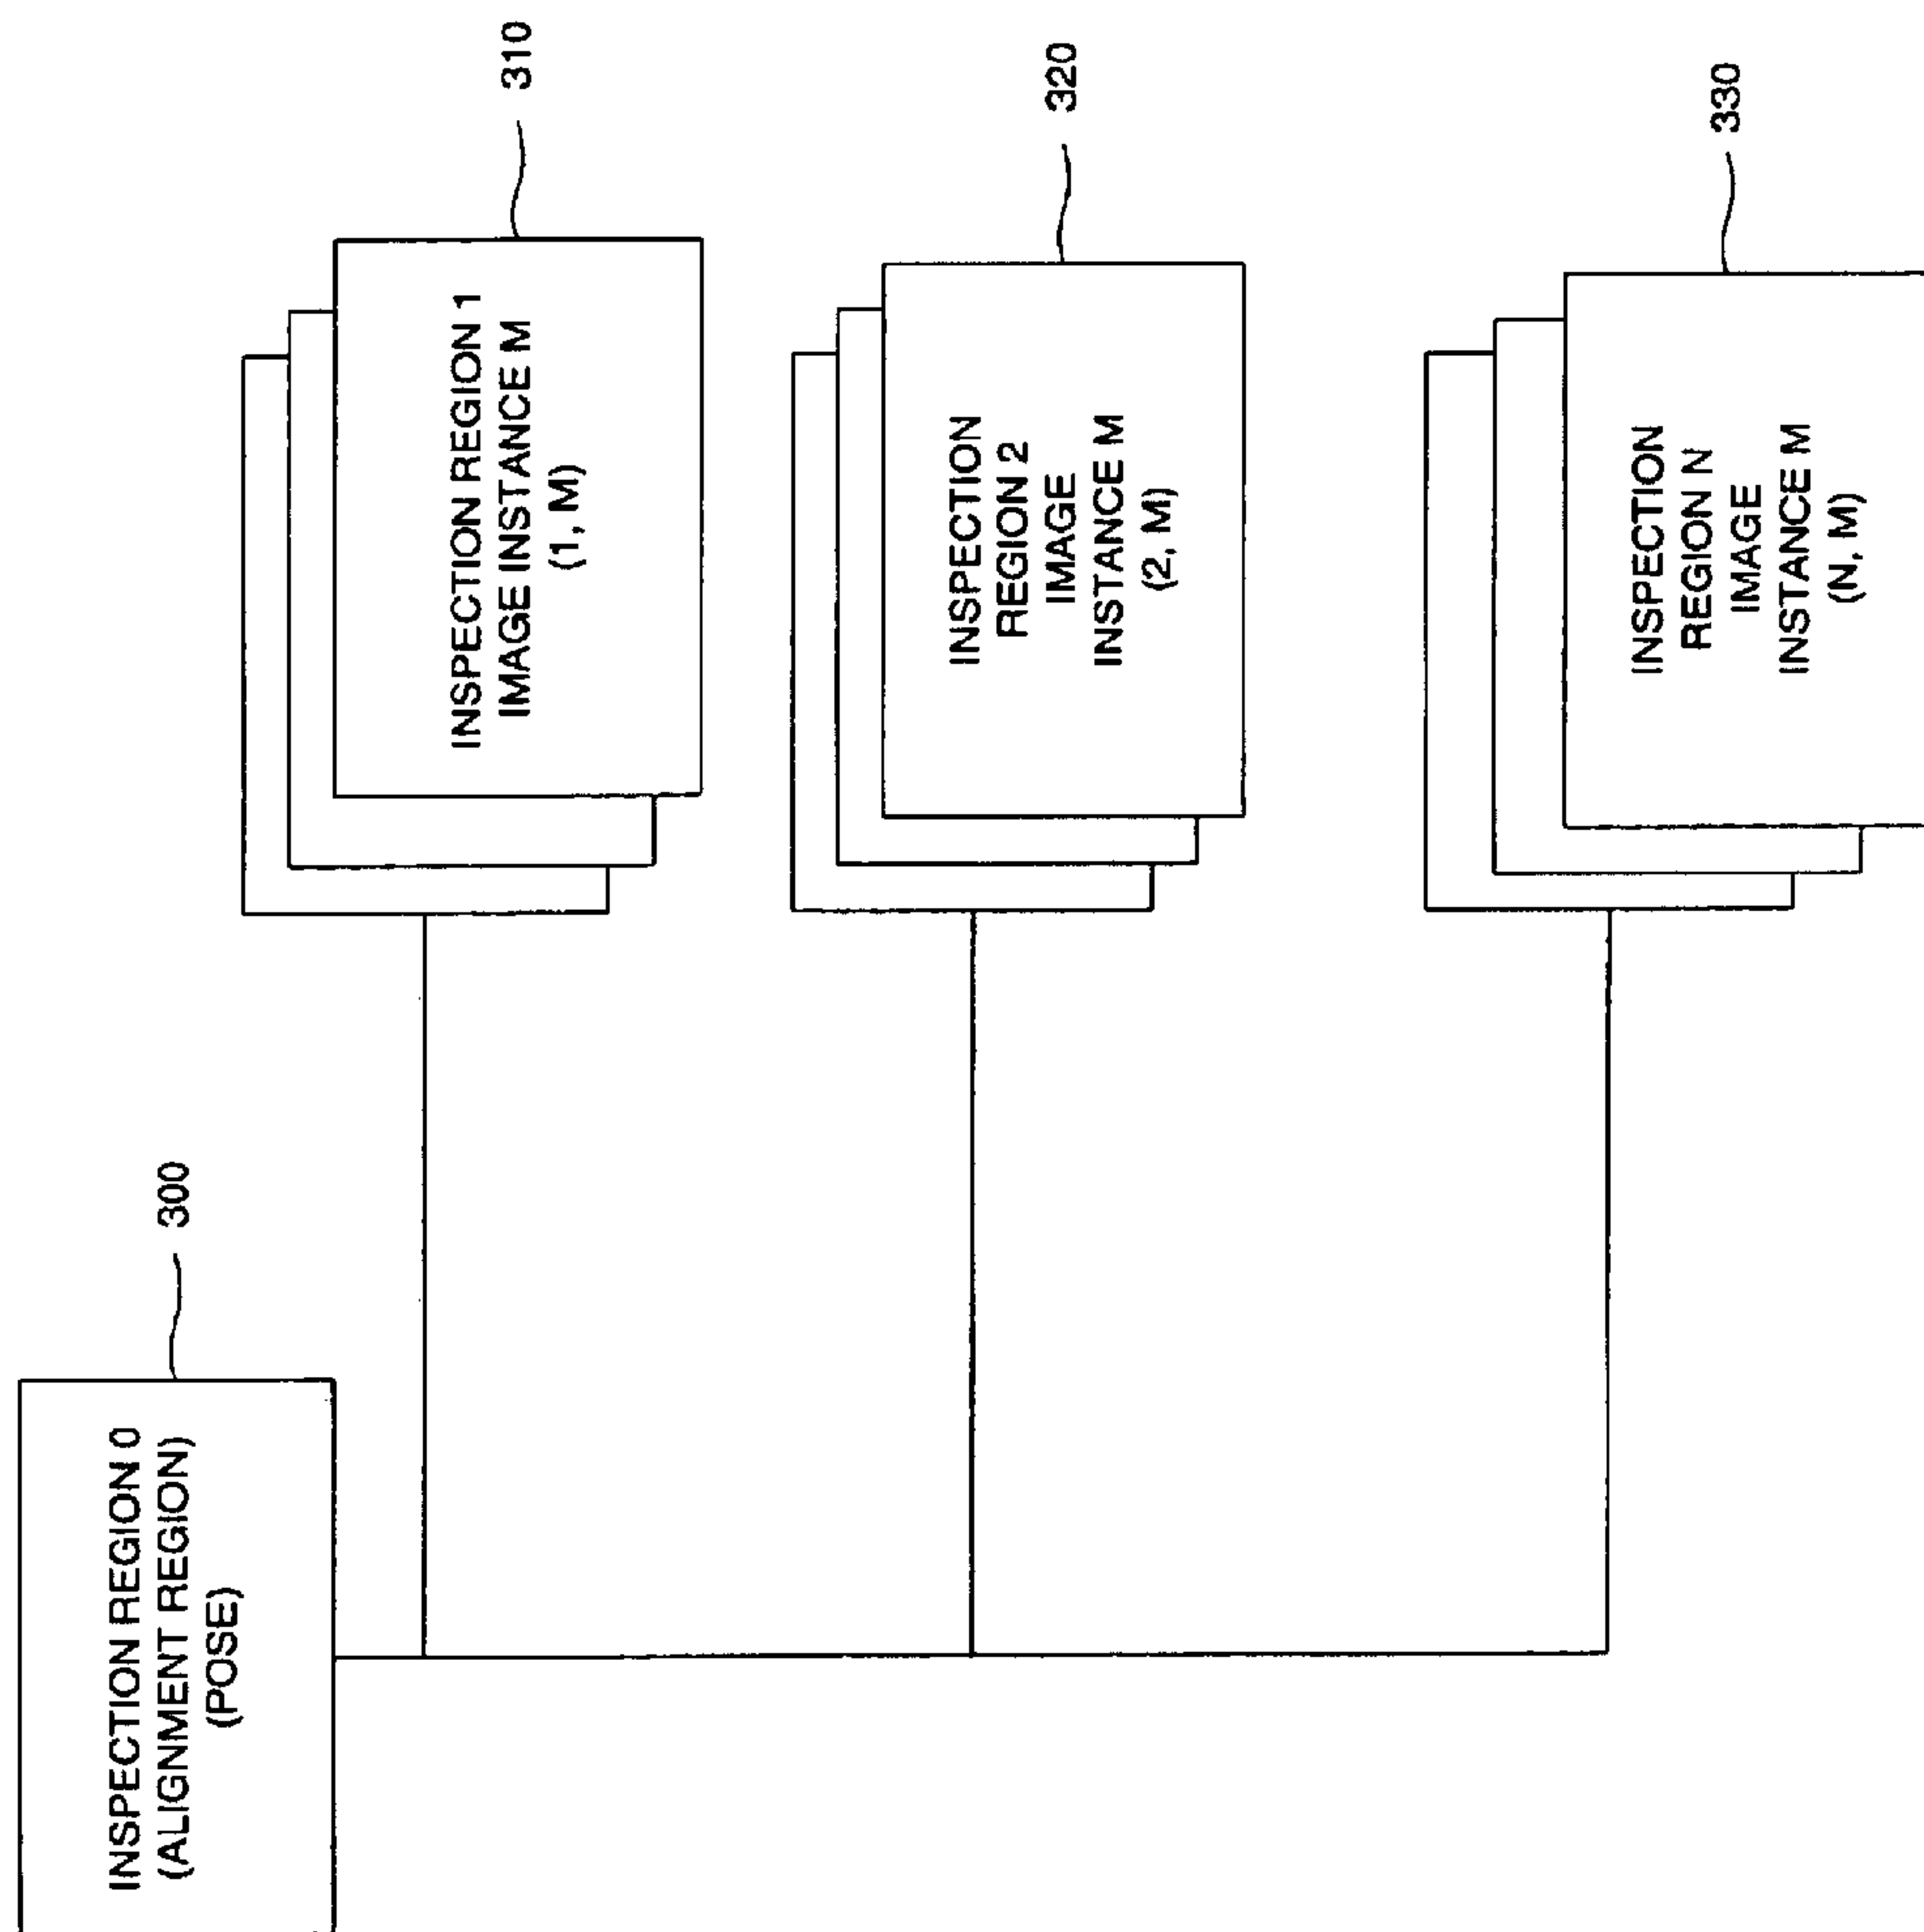 INSPECTION REGION 0
(ALIGNMENT REGION)
(POSE)
300
INSPECTION REGION 1
IMAGE INSTANCE M
(1, M)
310
INSPECTION
REGION 2
IMAGE
INSTANCE M
(2, M)
320
INSPECTION
REGION N
IMAGE
INSTANCE M
(N, M)
330